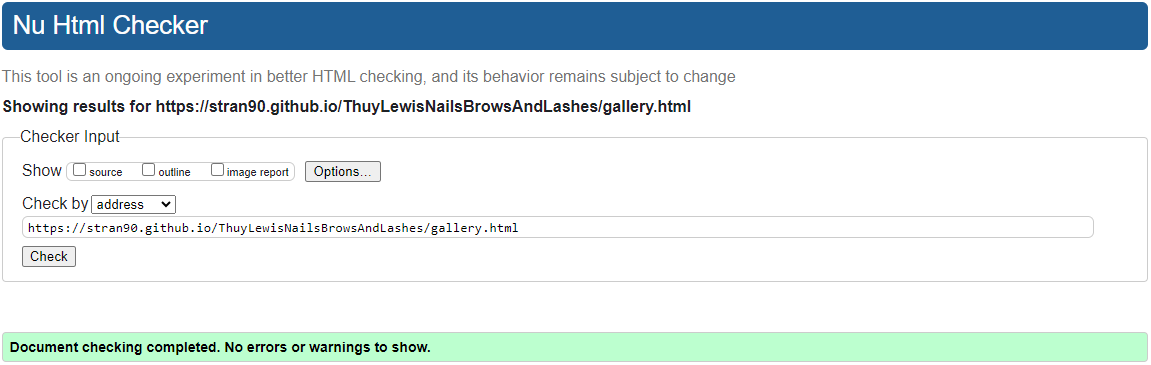 Nu Html Checker
This tool is an ongoing experiment in better HTML checking, and its behavior remains subject to change
Showing results for https://stran90.github.io/ThuyLewisNailsBrowsAndLashes/gallery.html
Checker Input
Show source outline image report Options...
Check by address
https://stran90.github.io/ThuyLewisNailsBrowsAndLashes/gallery.html
Check
Document checking completed. No errors or warnings to show.